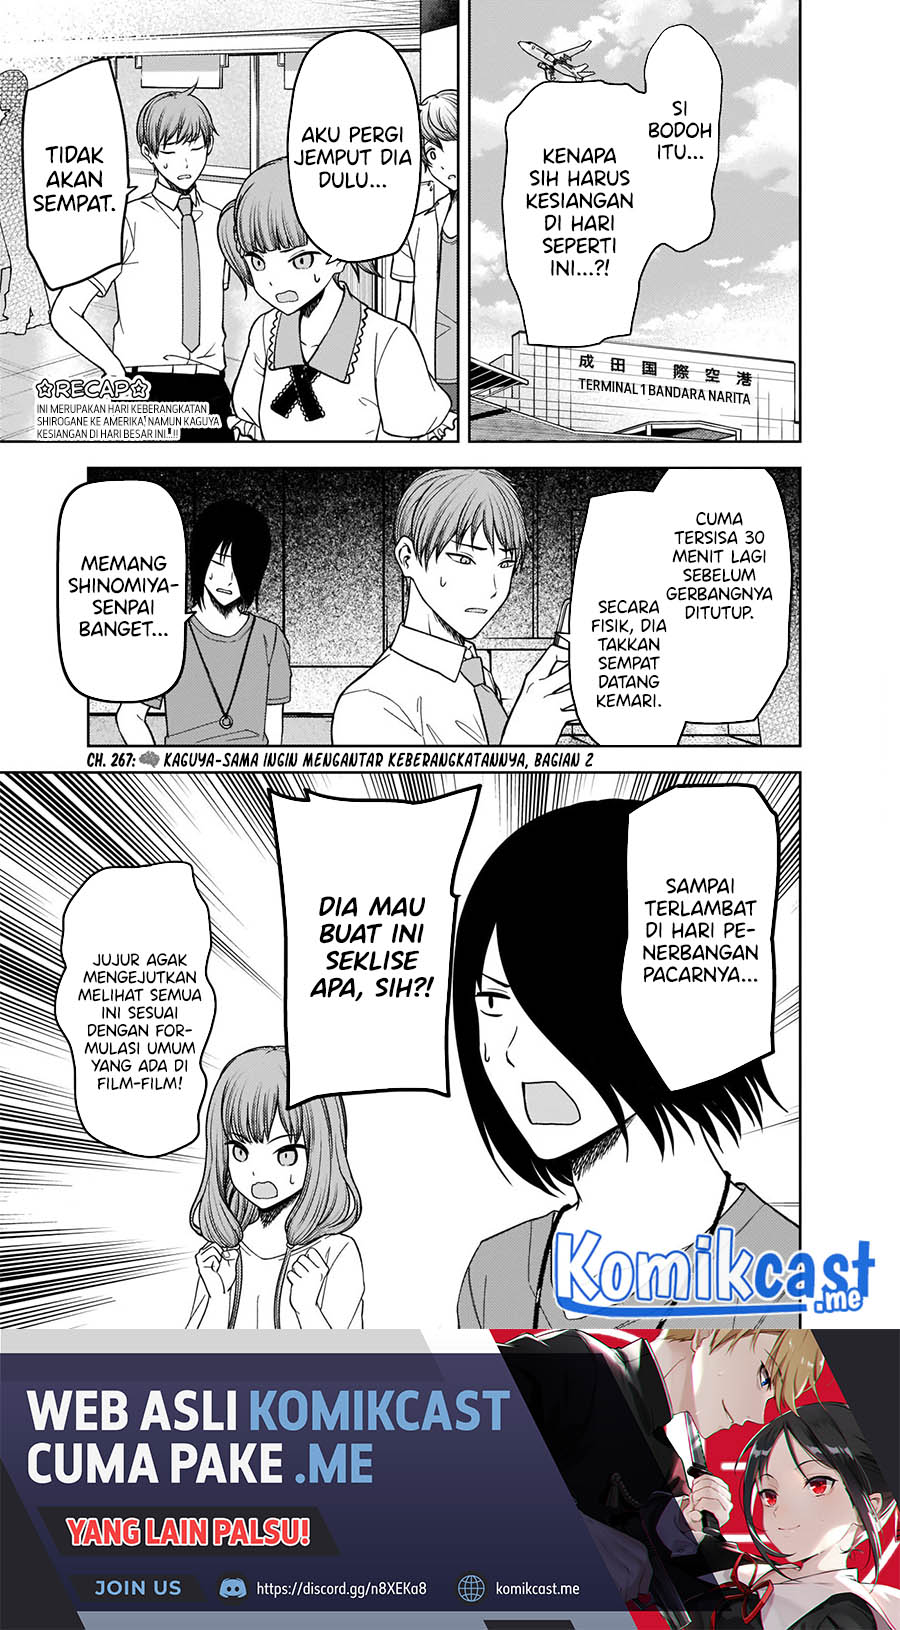 SI
BODOH
ITU...
KENAPA
SIH HARUS
KESIANGAN
DI HARI
SEPERTI
INI...?!
成田国際空港
TERMINAL 1 BANDARA NARITA
AKU PERGI
JEMPUT DIA
DULU...
TIDAK
AKAN
SEMPAT.
☆RECAP☆
INI MERUPAKAN HARI KEBERANGKATAN
SHIROGANE KE AMERIKA, NAMUN KAGUYA
KESIANGAN DI HARI BESAR INI...!!
CUMA
TERSISA 30
MENIT LAGI
SEBELUM
GERBANGNYA
DITUTUP.
SECARA
FISIK, DIA
TAKKAN
SEMPAT
DATANG
KEMARI.
MEMANG
SHINOMIYA-
SENPAI
BANGET...
CH. 267: KAGUYA-SAMA INGIN MENGANTAR KEBERANGKATANNYA, BAGIAN 2
SAMPAI
TERLAMBAT
DI HARI PE-
NERBANGAN
PACARNYA...
DIA MAU
BUAT INI
SEKLISE
APA, SIH?!
JUJUR AGAK
MENGEJUTKAN
MELIHAT SEMUA
INI SESUAI
DENGAN FOR-
MULASI UMUM
YANG ADA DI
FILM-FILM!
Komikcast
.me
WEB ASLI KOMIKCAST
CUMA PAKE .ME
YANG LAIN PALSU!
JOIN US https://discord.gg/n8XEKa8 komikcast.me